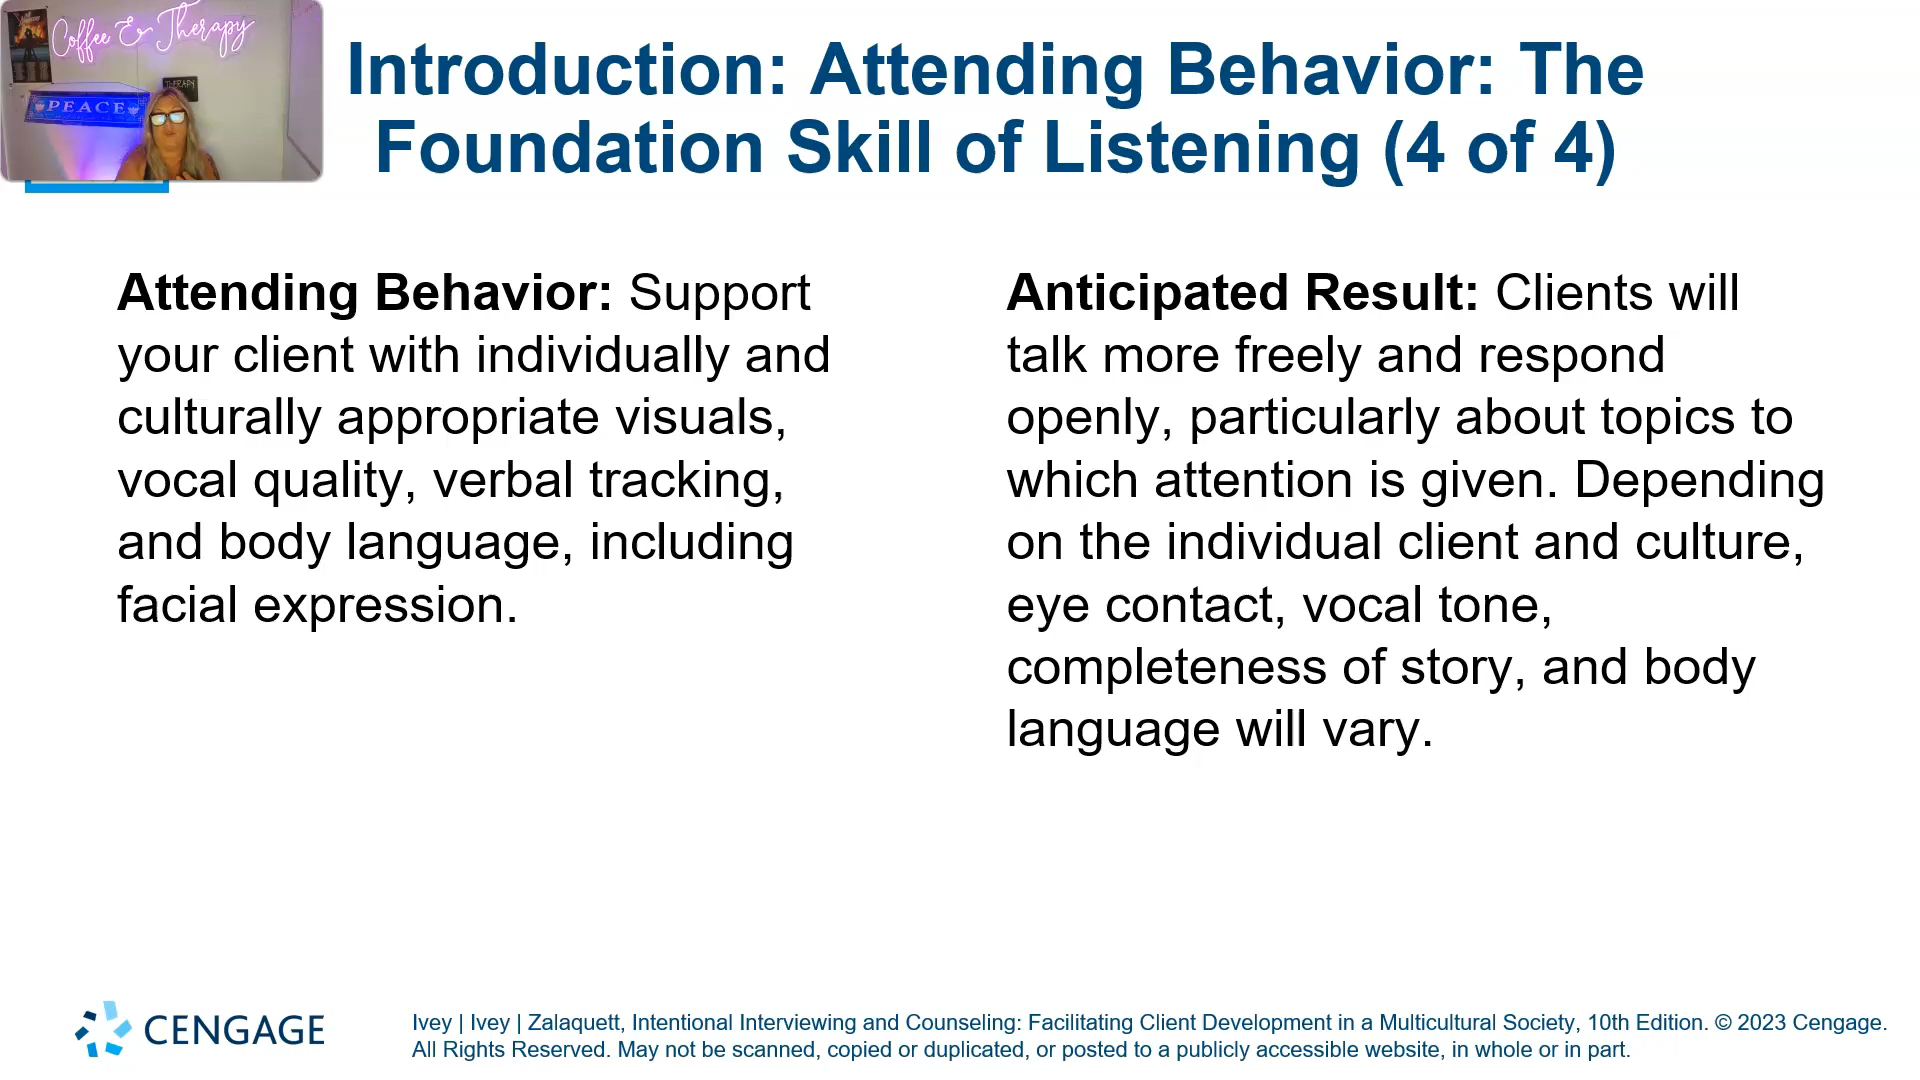 Coffee & Therapy
THERAPY
PEACE
Introduction: Attending Behavior: The
Foundation Skill of Listening (4 of 4)
Attending Behavior: Support
your client with individually and
culturally appropriate visuals,
vocal quality, verbal tracking,
and body language, including
facial expression.
Anticipated Result: Clients will
talk more freely and respond
openly, particularly about topics to
which attention is given. Depending
on the individual client and culture,
eye contact, vocal tone,
completeness of story, and body
language will vary.
CENGAGE
Ivey | Ivey | Zalaquett, Intentional Interviewing and Counseling: Facilitating Client Development in a Multicultural Society, 10th Edition. © 2023 Cengage.
All Rights Reserved. May not be scanned, copied or duplicated, or posted to a publicly accessible website, in whole or in part.